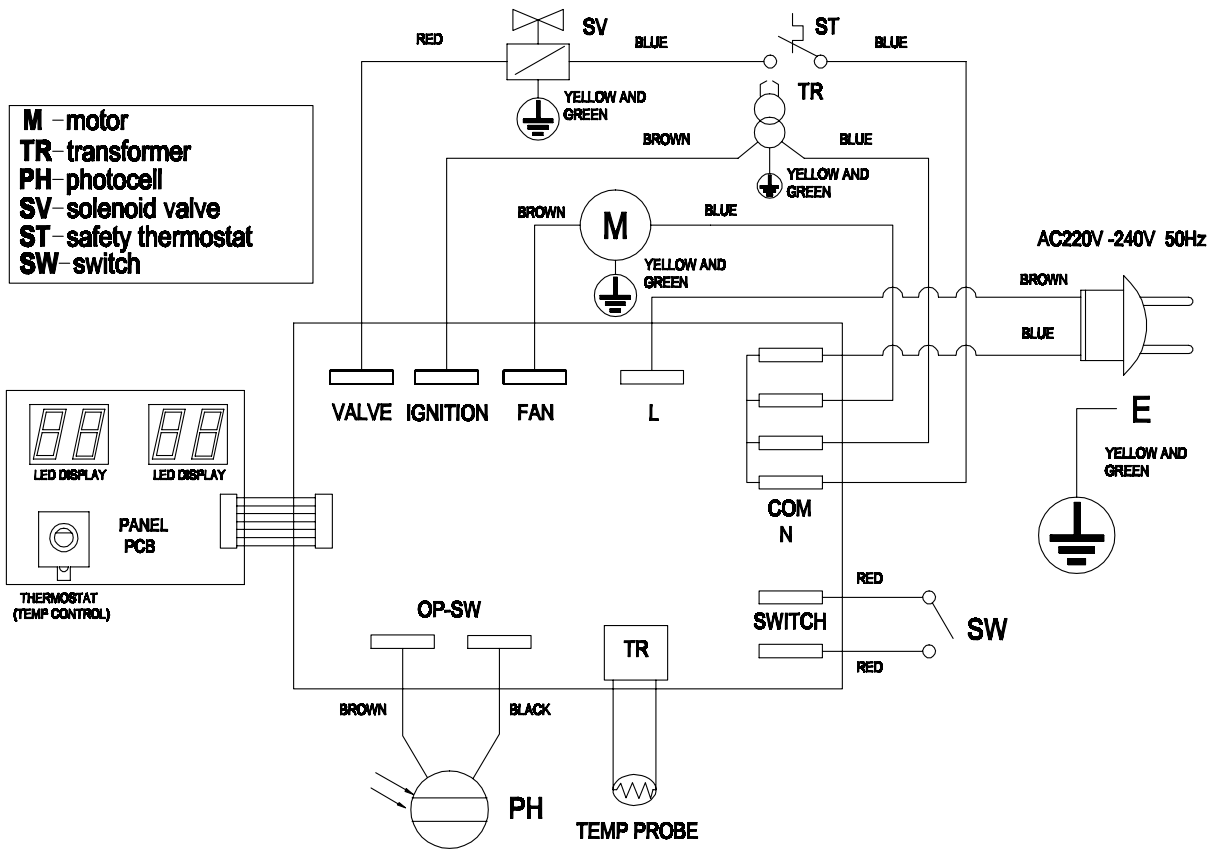 RED
SV
BLUE
ST
BLUE
YELLOW AND
GREEN
TR
M -motor
TR-transformer
PH-photocell
SV-solenoid valve
ST-safety thermostat
SW-switch
BROWN
BLUE
YELLOW AND
GREEN
BROWN
M
BLUE
YELLOW AND
GREEN
AC220V -240V 50Hz
BROWN
BLUE
VALVE
IGNITION
FAN
L
E
YELLOW AND
GREEN
88
88
LED DISPLAY
LED DISPLAY
PANEL
PCB
THERMOSTAT
(TEMP CONTROL)
COM
N
OP-SW
TR
SWITCH
RED
SW
RED
BROWN
BLACK
PH
TEMP PROBE